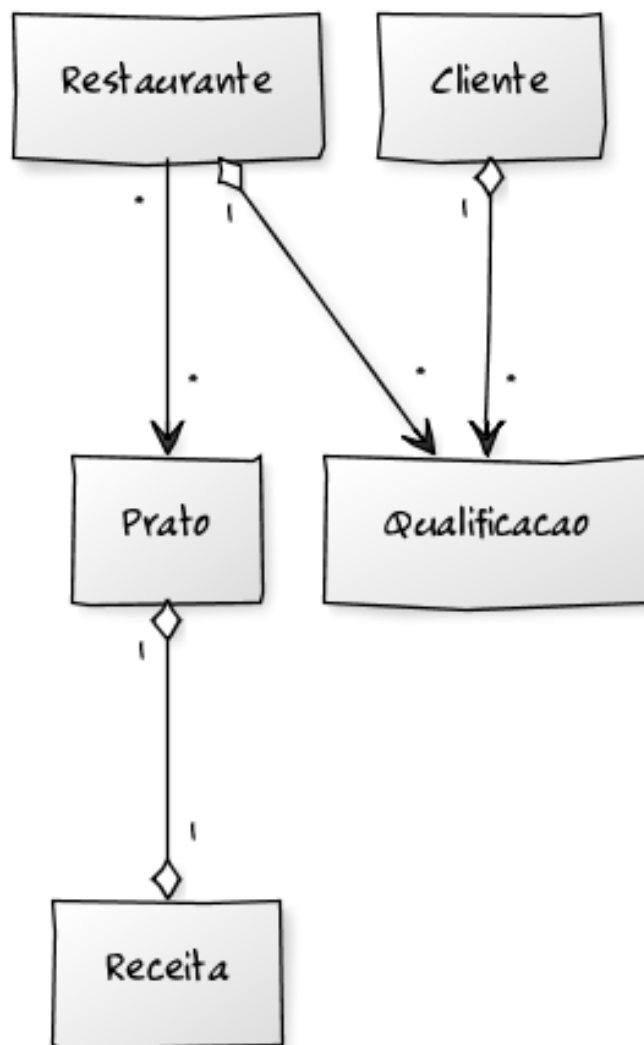 Restaurante
Cliente
*
1
1
*
*
*
Prato
Qualificacao
1
1
Receita